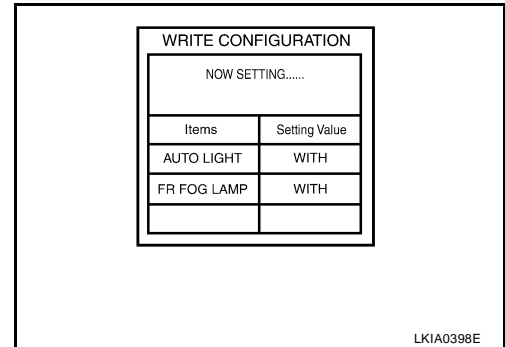 WRITE CONFIGURATION
NOW SETTING......
Items Setting Value
AUTO LIGHT WITH
FR FOG LAMP WITH
LKIA0398E